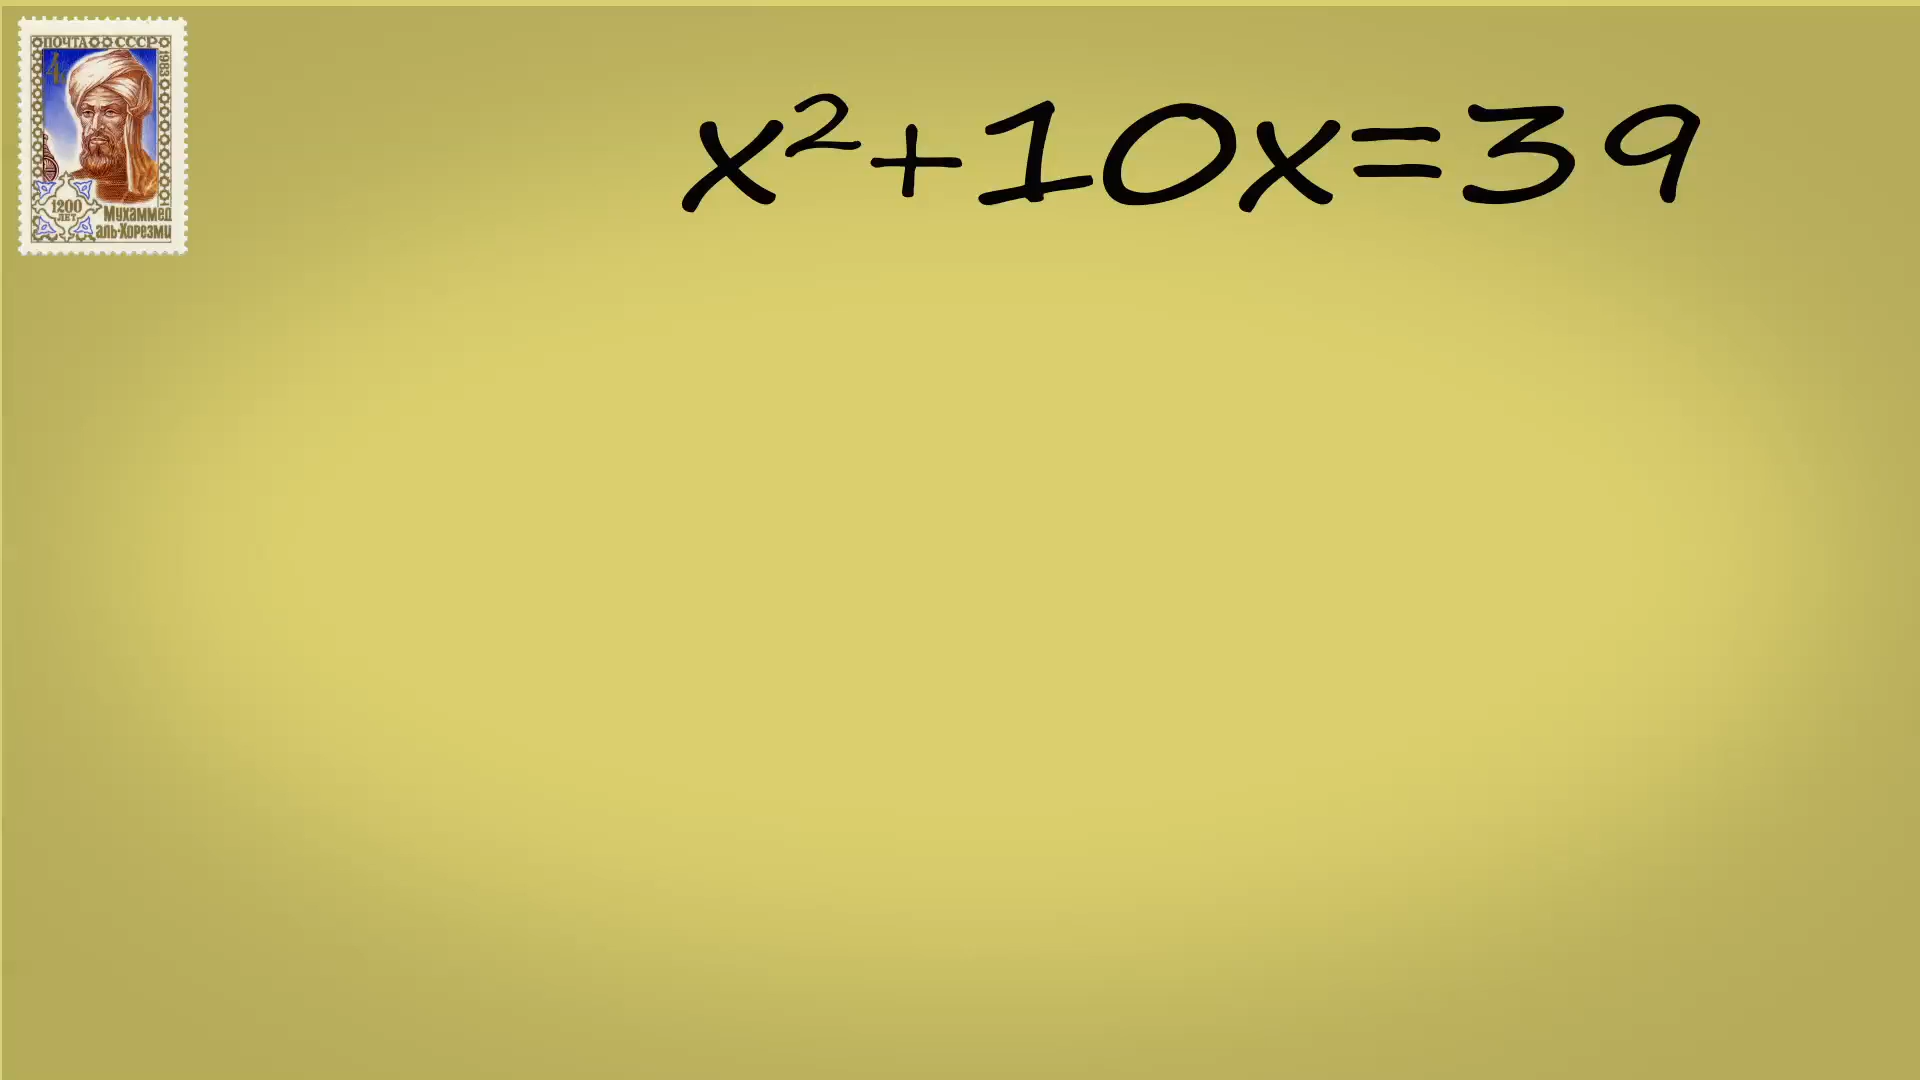 ПОЧТА СССР
1983
4к
1200
ЛЕТ
Мухаммед
аль-Хорезми
x²+10x=39